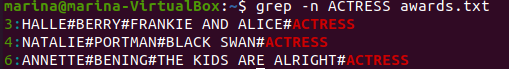 marina@marina-VirtualBox:~$ grep -n ACTRESS awards.txt
3:HALLE#BERRY#FRANKIE AND ALICE#ACTRESS
4:NATALIE#PORTMAN#BLACK SWAN#ACTRESS
6:ANNETTE#BENING#THE KIDS ARE ALRIGHT#ACTRESS